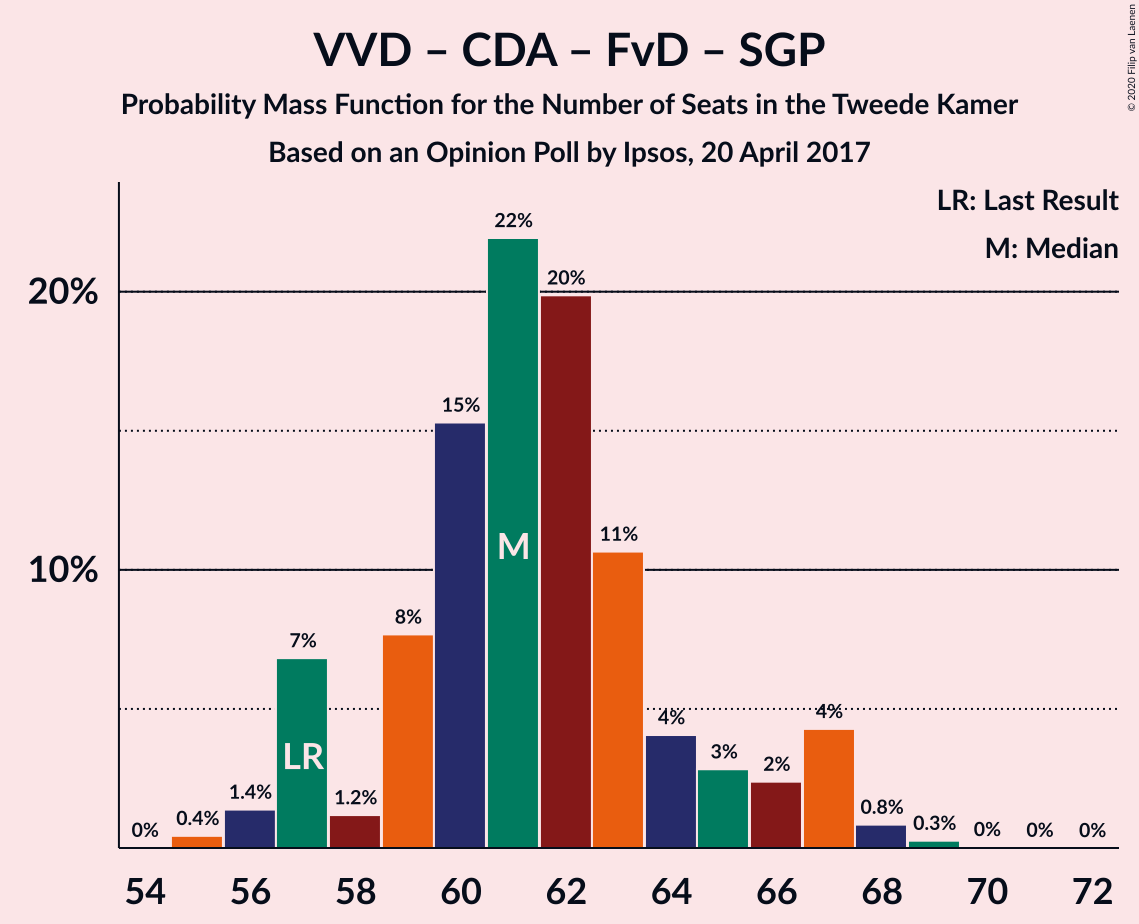 VVD – CDA – FvD – SGP
Probability Mass Function for the Number of Seats in the Tweede Kamer
Based on an Opinion Poll by Ipsos, 20 April 2017
© 2020 Filip van Laenen
LR: Last Result
M: Median
20%
10%
0%
0.4%
1.4%
7%
1.2%
8%
15%
22%
20%
11%
4%
3%
2%
4%
0.8%
0.3%
0%
0%
0%
LR
M
54 56 58 60 62 64 66 68 70 72